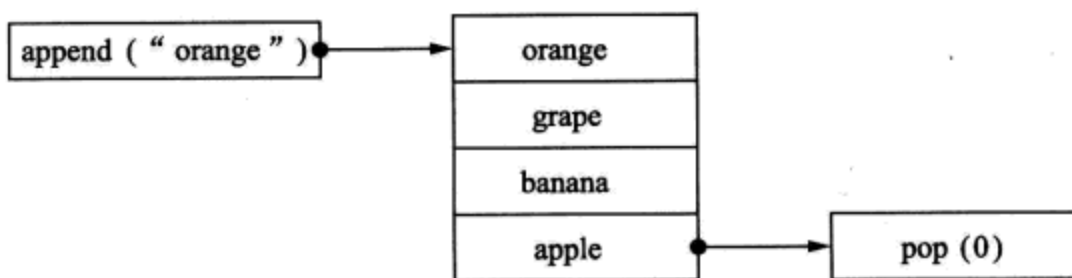 append ( “ orange ” )
orange
grape
banana
apple
pop (0)